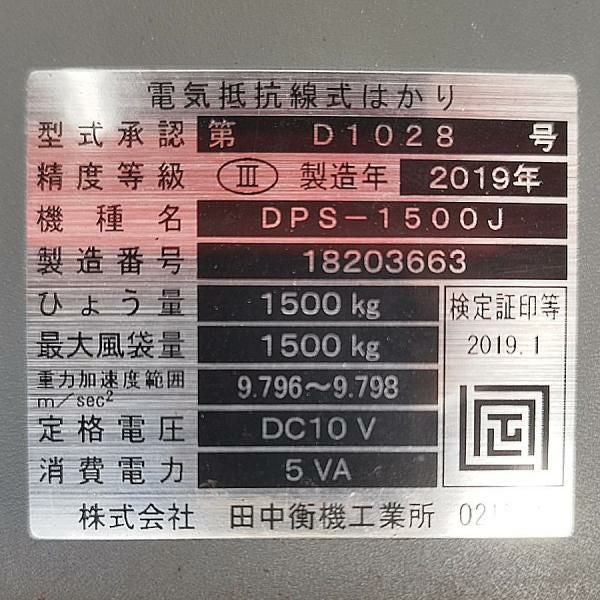 電気抵抗線式はかり
型式承認 第 D1028 号
精度等級 Ⅲ 製造年 2019年
機種名 DPS-1500J
製造番号 18203663
ひょう量 1500 kg
最大風袋量 1500 kg
重力加速度範囲 m/sec² 9.796～9.798
定格電圧 DC10 V
消費電力 5 VA
検定証印等
2019.1
株式会社 田中衡機工業所